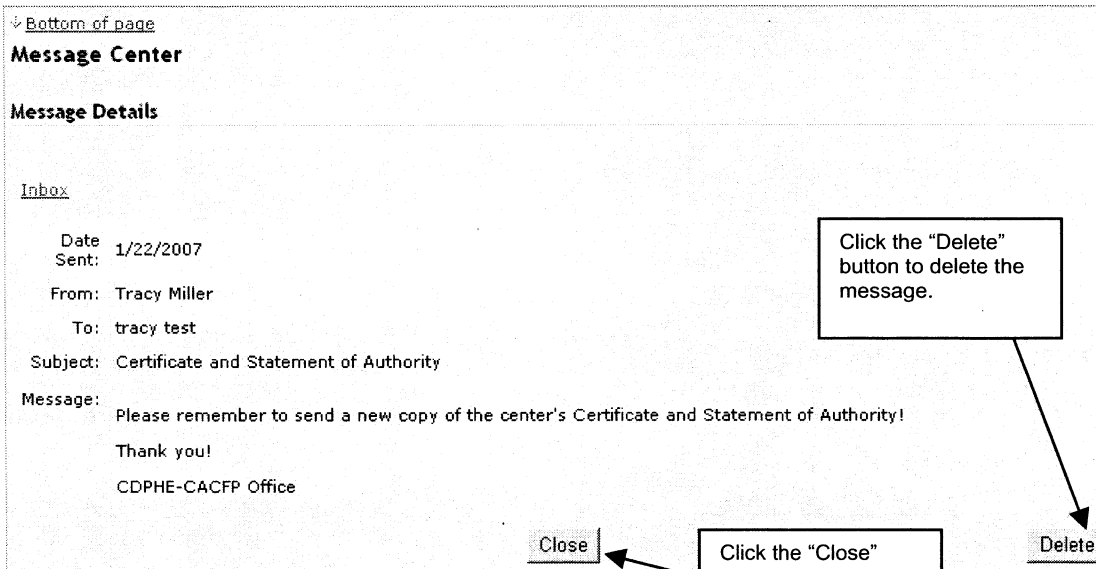 Bottom of page
Message Center
Message Details
Inbox
Date Sent: 1/22/2007
From: Tracy Miller
To: tracy test
Subject: Certificate and Statement of Authority
Message:
Please remember to send a new copy of the center's Certificate and Statement of Authority!
Thank you!
CDPHE-CACFP Office
Click the “Delete”
button to delete the
message.
Close
Click the “Close”
Delete